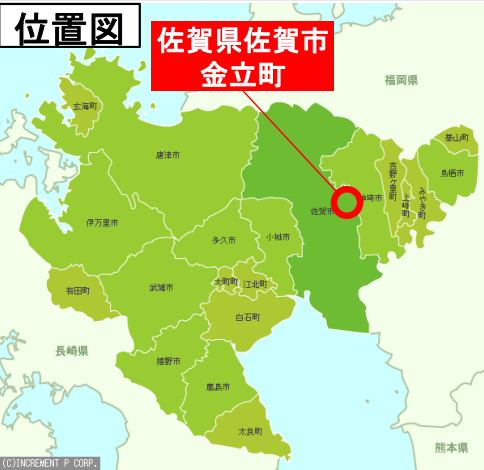 位置図
佐賀県佐賀市
金立町
福岡県
玄海町
基山町
唐津市
鳥栖市
吉野ヶ里町
上峰町
みやき町
神埼市
佐賀市
伊万里市
多久市
小城市
大町町
江北町
有田町
武雄市
白石町
長崎県
嬉野市
鹿島市
太良町
熊本県
(C)INCREMENT P CORP.